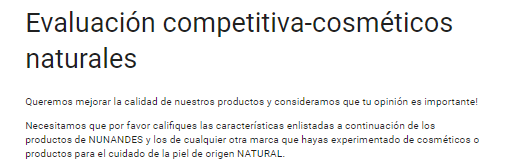 Evaluación competitiva-cosméticos
naturales
Queremos mejorar la calidad de nuestros productos y consideramos que tu opinión es importante!
Necesitamos que por favor califiques las características enlistadas a continuación de los
productos de NUNANDES y los de cualquier otra marca que hayas experimentado de cosméticos o
productos para el cuidado de la piel de origen NATURAL.